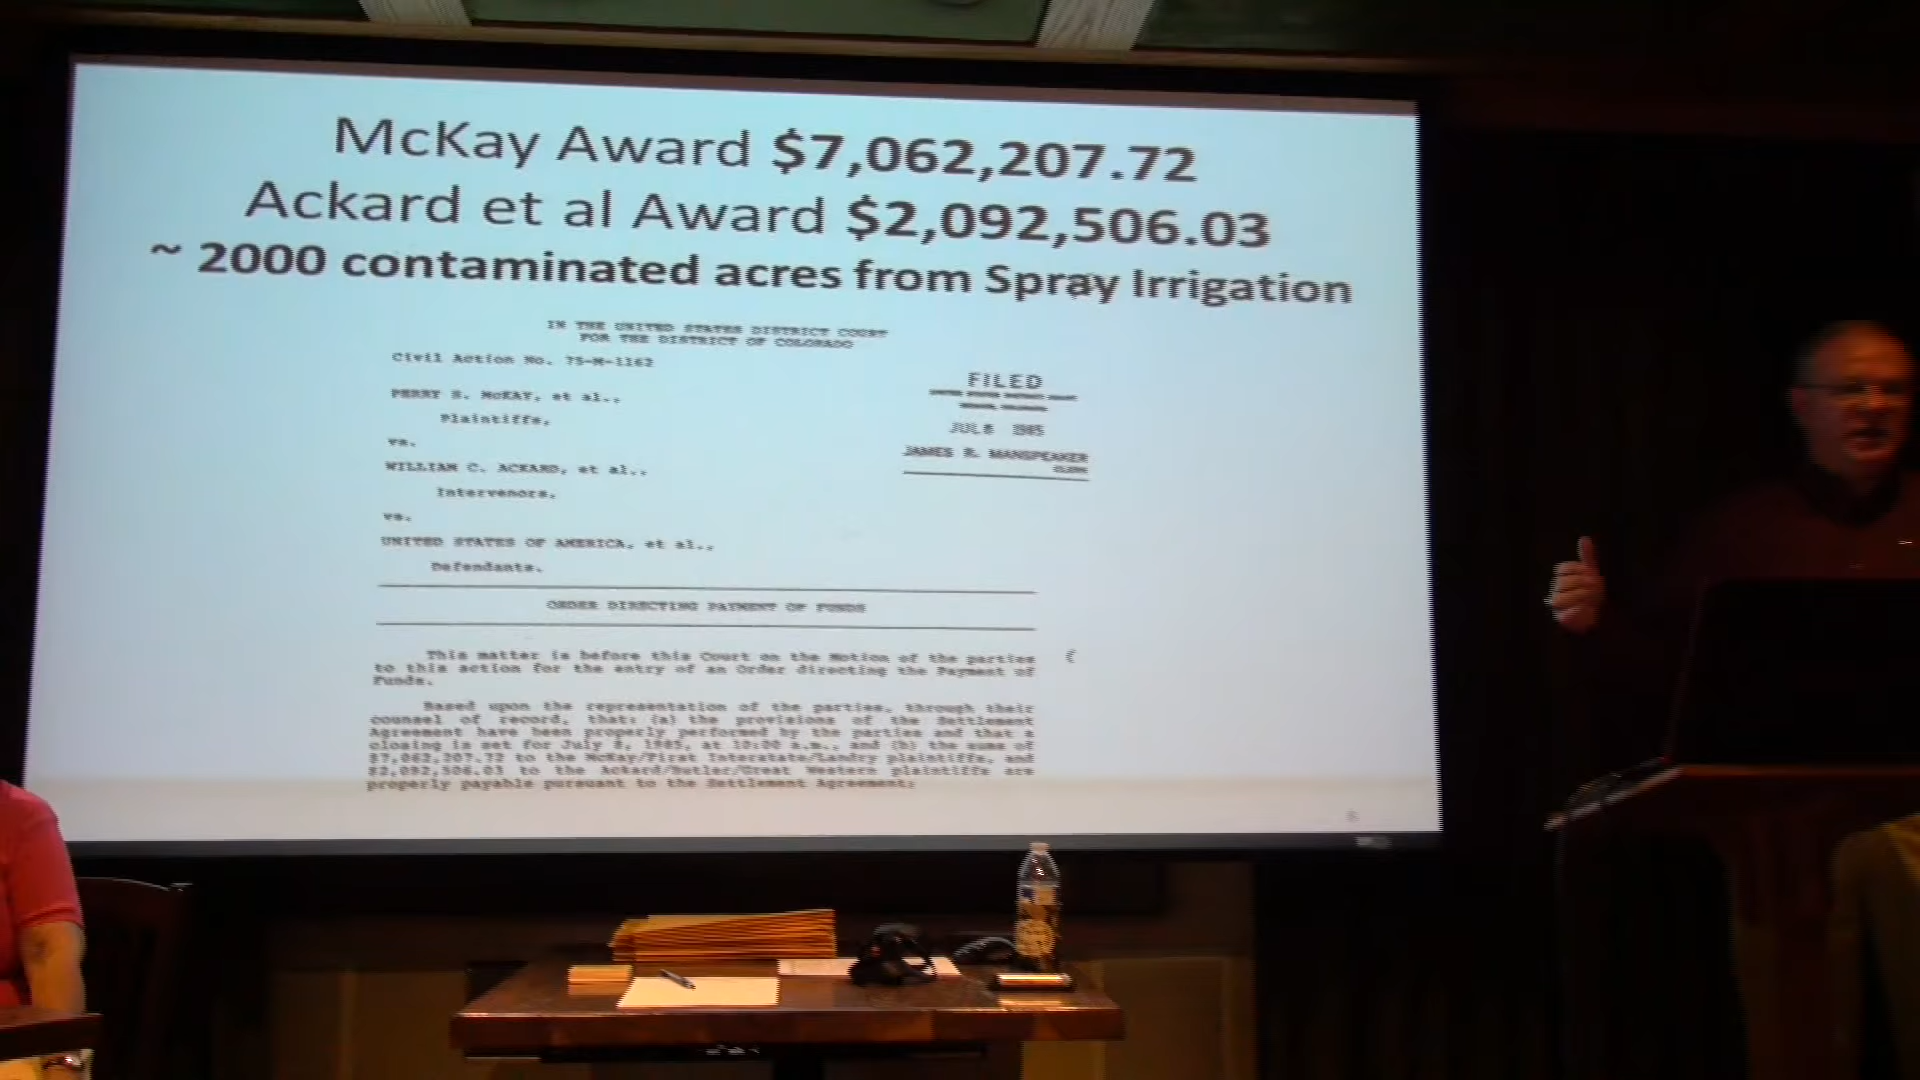 McKay Award $7,062,207.72
Ackard et al Award $2,092,506.03
~ 2000 contaminated acres from Spray Irrigation
IN THE UNITED STATES DISTRICT COURT
FOR THE DISTRICT OF COLORADO
Civil Action No. 75-M-1162
PERRY S. McKAY, et al.,
Plaintiffs,
vs.
WILLIAM C. ACKARD, et al.,
Intervenors,
vs.
UNITED STATES OF AMERICA, et al.,
Defendants.
FILED
JUL 8 1985
JAMES R. MANSPEAKER
CLERK
ORDER DIRECTING PAYMENT OF FUNDS
This matter is before this Court on the Motion of the parties
to this action for the entry of an Order directing the Payment of
Funds.
Based upon the representation of the parties, through their
counsel of record, that: (a) the provisions of the Settlement
Agreement have been properly performed by the parties and that a
closing is set for July 8, 1985, at 10:00 a.m., and (b) the sums of
$7,062,207.72 to the McKay/First Interstate/Landry plaintiffs, and
$2,092,506.03 to the Ackard/Butler/Great Western plaintiffs are
properly payable pursuant to the Settlement Agreement;